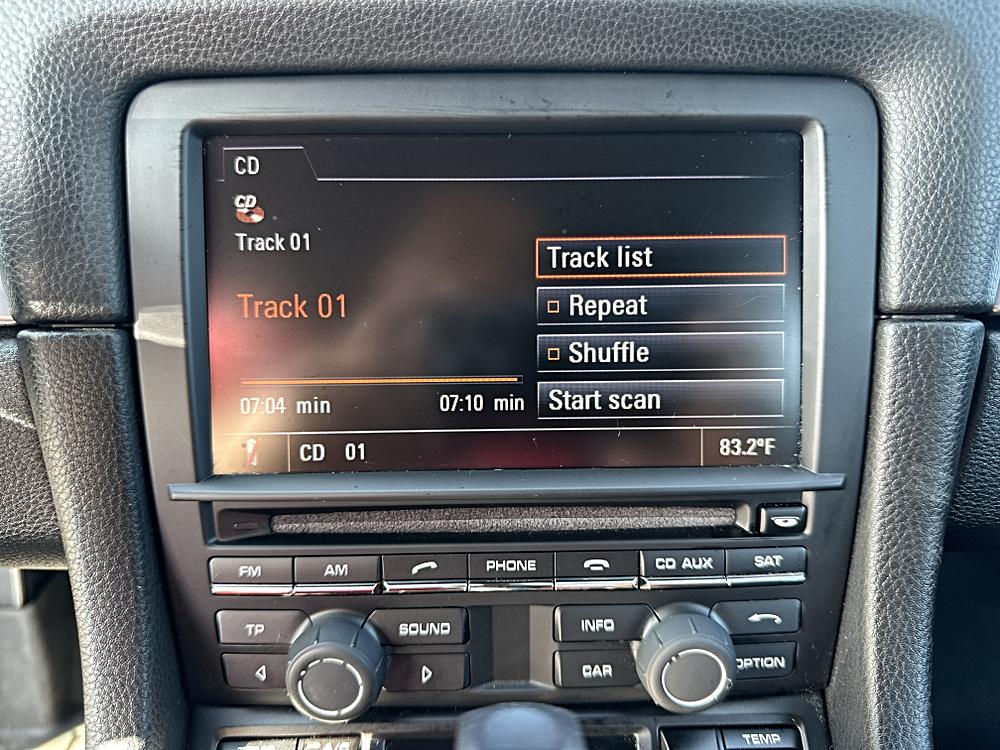 CD
CD
Track 01
Track 01
Track list
Repeat
Shuffle
Start scan
07:04 min
07:10 min
CD 01
83.2°F
FM
AM
PHONE
CD AUX
SAT
TP
SOUND
INFO
CAR
OPTION
TEMP